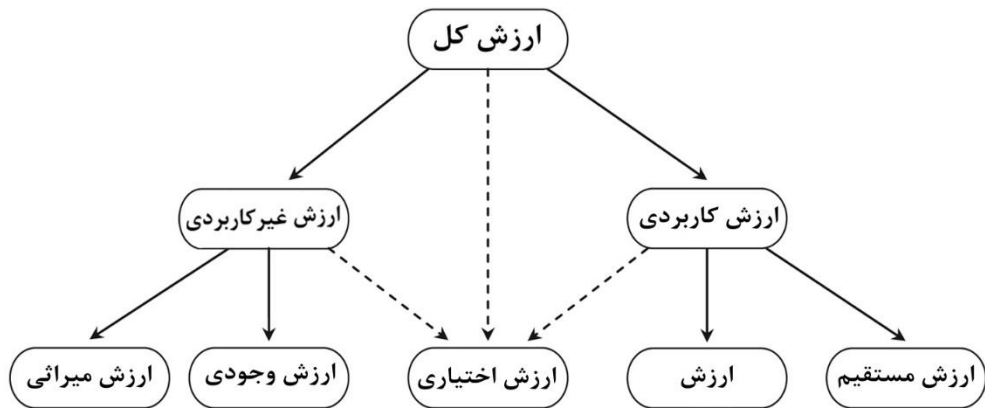 ارزش کل
ارزش کاربردی
ارزش غیرکاربردی
ارزش مستقیم
ارزش
ارزش اختیاری
ارزش وجودی
ارزش میراثی